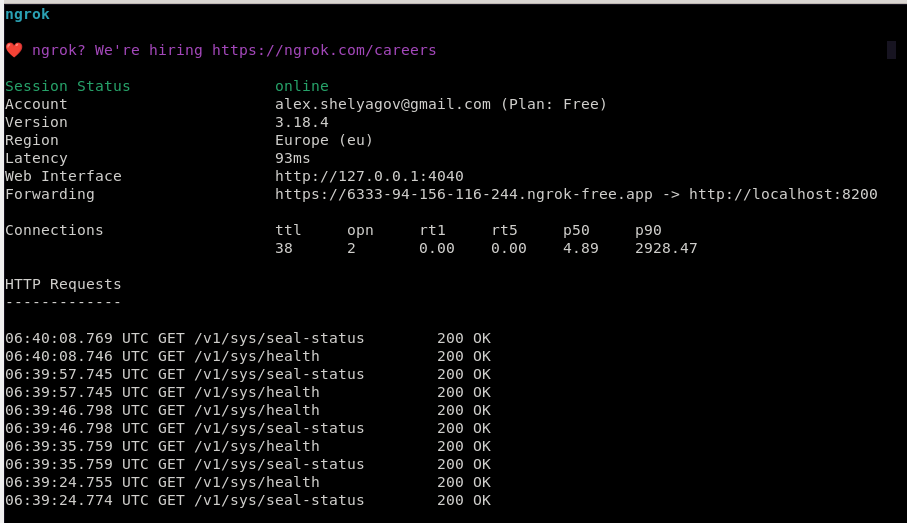 ngrok
❤️ ngrok? We're hiring https://ngrok.com/careers
Session Status                online
Account                       alex.shelyagov@gmail.com (Plan: Free)
Version                       3.18.4
Region                        Europe (eu)
Latency                       93ms
Web Interface                 http://127.0.0.1:4040
Forwarding                    https://6333-94-156-116-244.ngrok-free.app -> http://localhost:8200
Connections                   ttl     opn     rt1     rt5     p50     p90
                              38      2       0.00    0.00    4.89    2928.47
HTTP Requests
-------------
06:40:08.769 UTC GET /v1/sys/seal-status        200 OK
06:40:08.746 UTC GET /v1/sys/health             200 OK
06:39:57.745 UTC GET /v1/sys/seal-status        200 OK
06:39:57.745 UTC GET /v1/sys/health             200 OK
06:39:46.798 UTC GET /v1/sys/health             200 OK
06:39:46.798 UTC GET /v1/sys/seal-status        200 OK
06:39:35.759 UTC GET /v1/sys/health             200 OK
06:39:35.759 UTC GET /v1/sys/seal-status        200 OK
06:39:24.755 UTC GET /v1/sys/health             200 OK
06:39:24.774 UTC GET /v1/sys/seal-status        200 OK